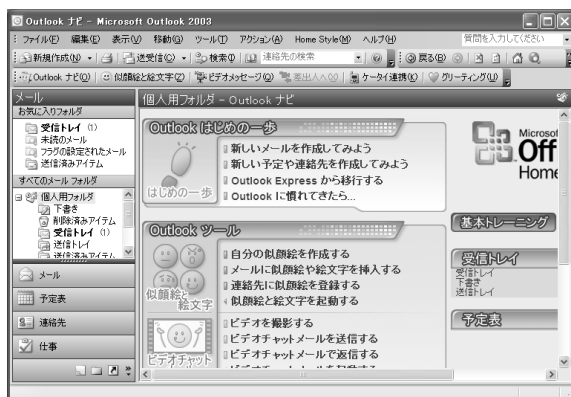 Outlook ナビ - Microsoft Outlook 2003
ファイル(F) 編集(E) 表示(V) 移動(G) ツール(T) アクション(A) Home Style(M) ヘルプ(H) 質問を入力してください
新規作成(N) 送受信(C) 検索(I) 連絡先の検索 戻る(B)
Outlook ナビ(O) 似顔絵と絵文字(Z) ビデオメッセージ(Q) 差出人へ(X) ケータイ連携(K) グリーティング(U)
メール
お気に入りフォルダ
受信トレイ (1)
未読のメール
フラグの設定されたメール
送信済みアイテム
すべてのメール フォルダ
個人用フォルダ
下書き
削除済みアイテム
受信トレイ (1)
送信トレイ
送信済みアイテム
メール
予定表
連絡先
仕事
個人用フォルダ - Outlook ナビ
Outlook はじめの一歩
はじめの一歩
新しいメールを作成してみよう
新しい予定や連絡先を作成してみよう
Outlook Express から移行する
Outlook に慣れてきたら...
Outlook ツール
似顔絵と
絵文字
自分の似顔絵を作成する
メールに似顔絵や絵文字を挿入する
連絡先に似顔絵を登録する
似顔絵と絵文字を起動する
ビデオチャット
ビデオを撮影する
ビデオチャットメールを送信する
ビデオチャットメールで返信する
Microsof
Off
Home
基本トレーニング
受信トレイ
受信トレイ
下書き
送信トレイ
予定表